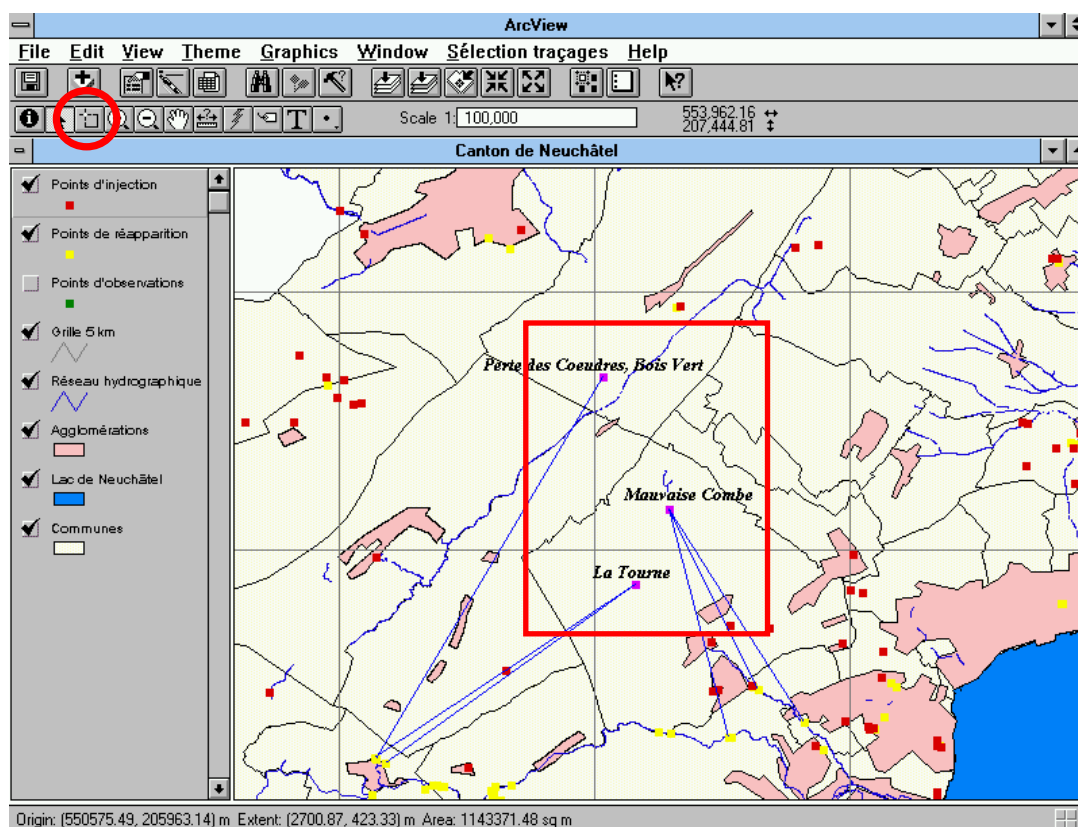 ArcView
File Edit View Theme Graphics Window Sélection traçages Help
T
Scale 1: 100,000
553,962.16
207,444.81
Canton de Neuchâtel
Points d'injection
Points de réapparition
Points d'observations
Grille 5 km
Réseau hydrographique
Agglomérations
Lac de Neuchâtel
Communes
Perte des Coeudres, Bois Vert
Mauvaise Combe
La Tourne
Origin: (550575.49, 205963.14) m Extent: (2700.87, 423.33) m Area: 1143371.48 sq m